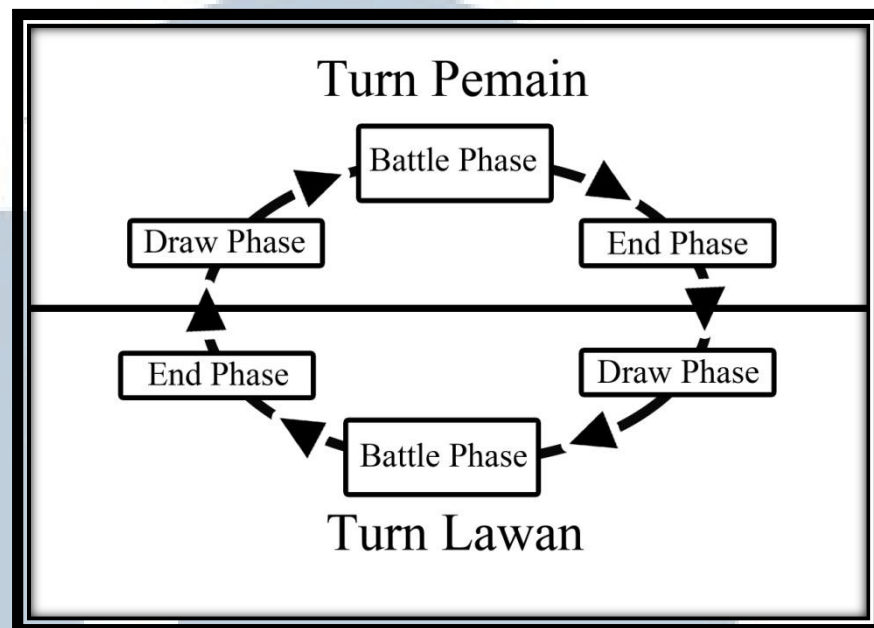 Turn Pemain
Battle Phase
Draw Phase
End Phase
End Phase
Draw Phase
Battle Phase
Turn Lawan